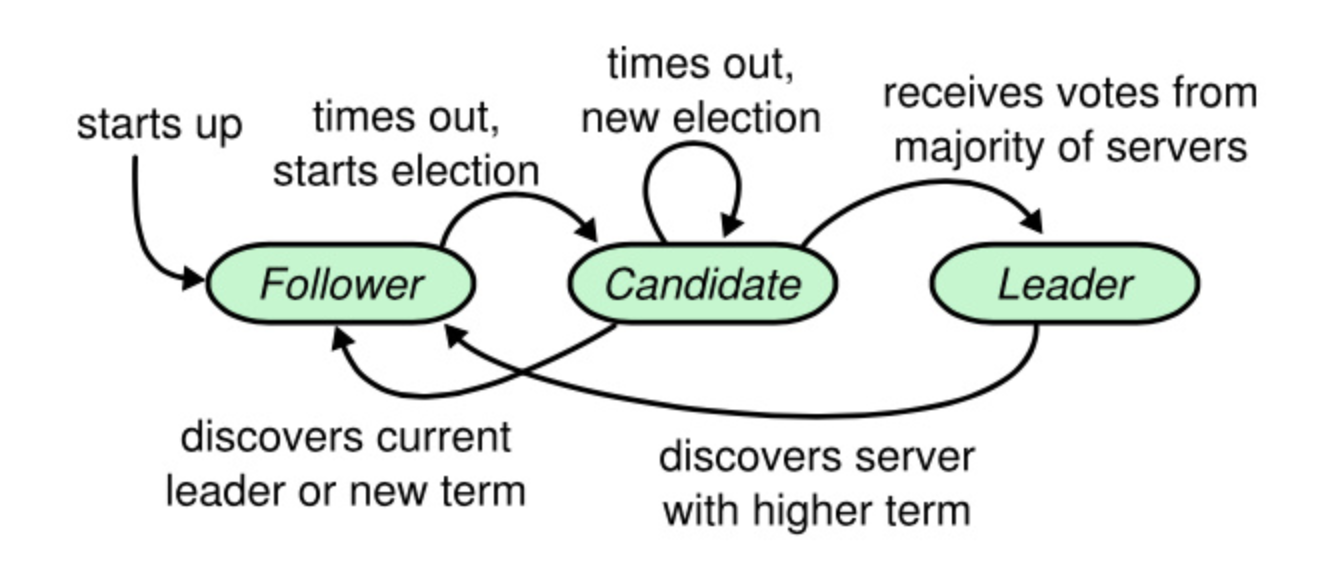 starts up
times out,
starts election
times out,
new election
receives votes from
majority of servers
Follower
Candidate
Leader
discovers current
leader or new term
discovers server
with higher term